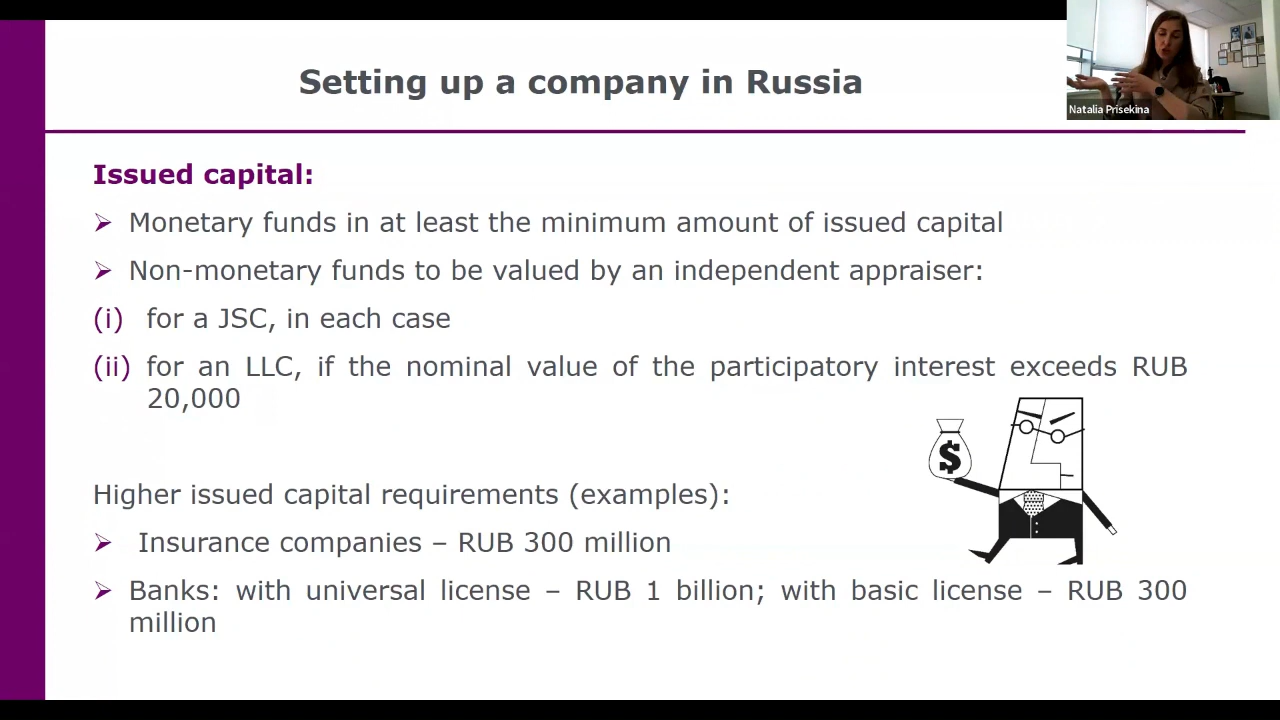 Setting up a company in Russia
Natalia Prisekina
Issued capital:
➢ Monetary funds in at least the minimum amount of issued capital
➢ Non-monetary funds to be valued by an independent appraiser:
(i) for a JSC, in each case
(ii) for an LLC, if the nominal value of the participatory interest exceeds RUB
20,000
$
Higher issued capital requirements (examples):
➢ Insurance companies – RUB 300 million
➢ Banks: with universal license – RUB 1 billion; with basic license – RUB 300
million